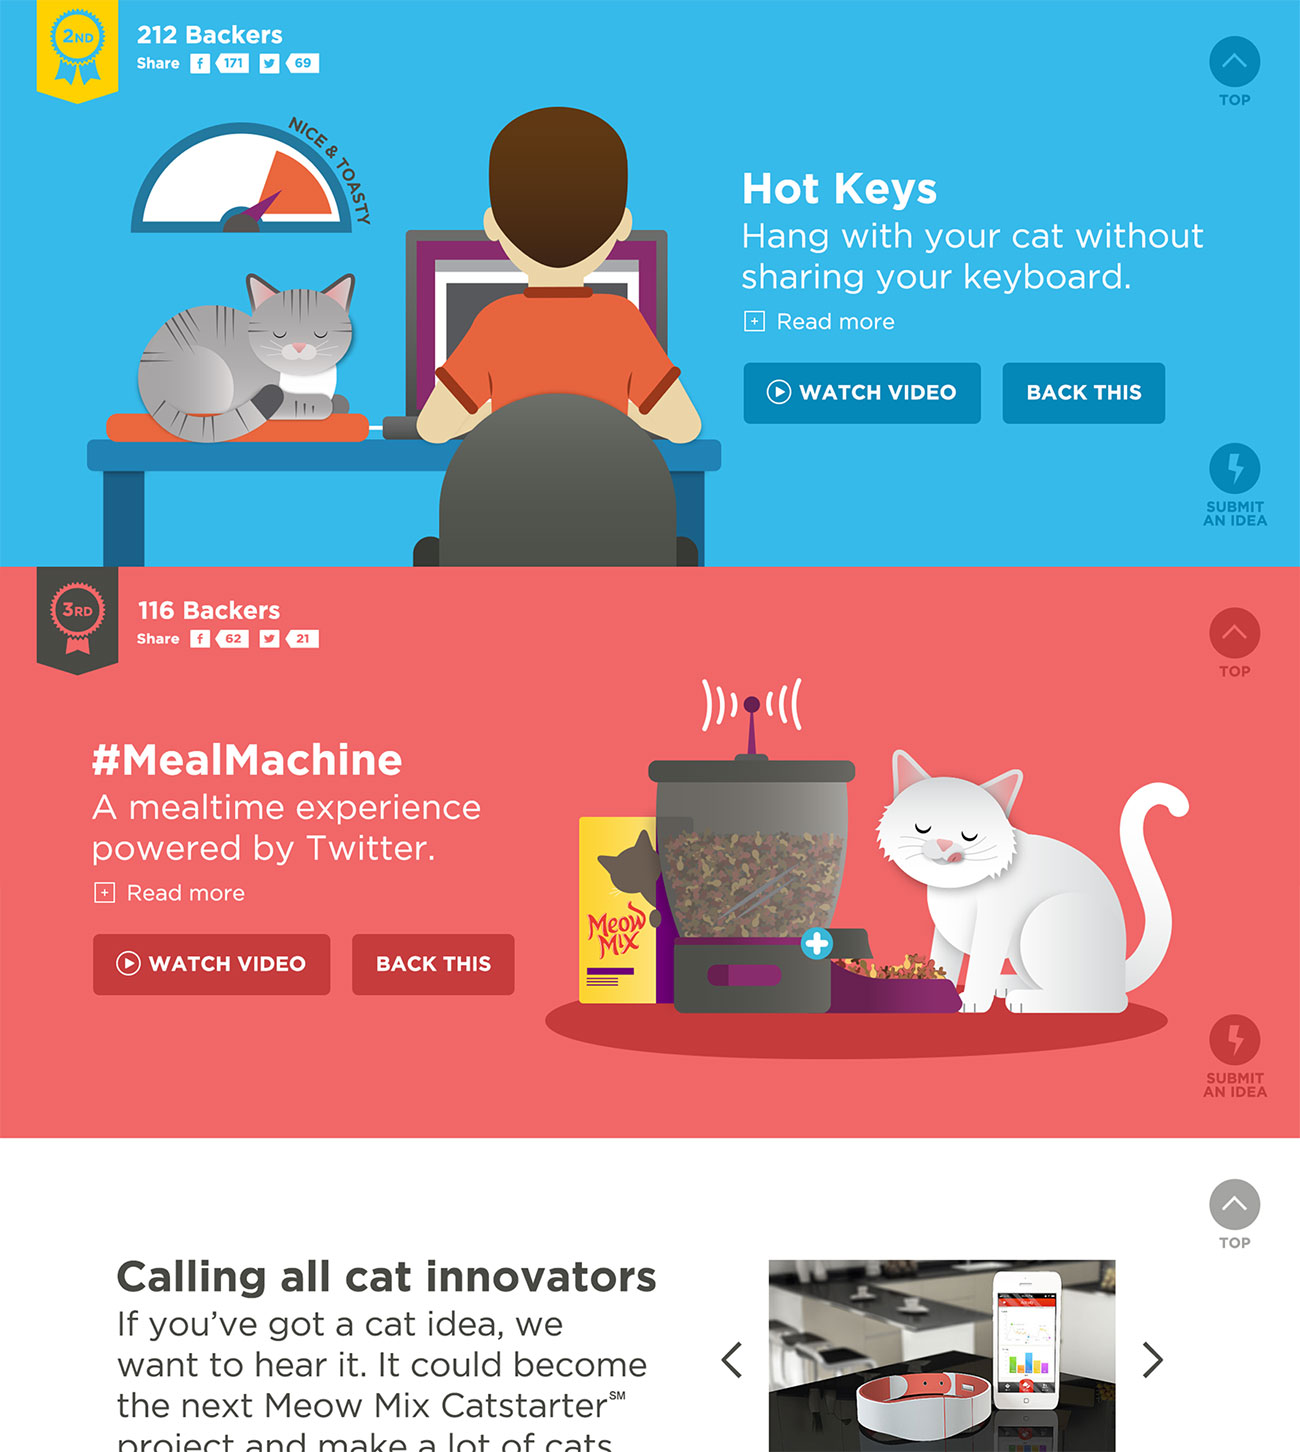 2ND
212 Backers
Share f 171 69
TOP
NICE & TOASTY
Hot Keys
Hang with your cat without
sharing your keyboard.
+ Read more
WATCH VIDEO
BACK THIS
SUBMIT
AN IDEA
3RD
116 Backers
Share f 62 21
TOP
#MealMachine
A mealtime experience
powered by Twitter.
+ Read more
WATCH VIDEO
BACK THIS
Meow
Mix
SUBMIT
AN IDEA
TOP
Calling all cat innovators
If you’ve got a cat idea, we
want to hear it. It could become
the next Meow Mix Catstarter℠
project and make a lot of cats